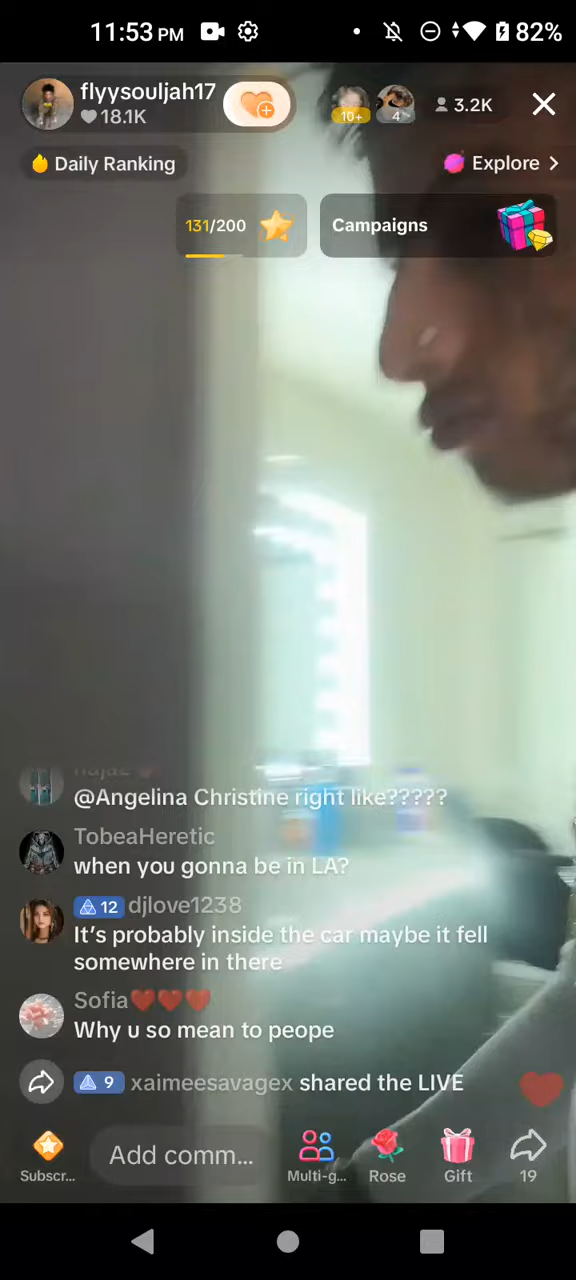 11:53 PM 82%
flyysouljah17
18.1K
10+ 4 3.2K
Daily Ranking
Explore >
131/200
Campaigns
@Angelina Christine right like?????
TobeaHeretic
when you gonna be in LA?
12 djlove1238
It's probably inside the car maybe it fell
somewhere in there
Sofia❤️❤️❤️
Why u so mean to peope
9 xaimeesavagex shared the LIVE
Add comm...
Subscr... Multi-g... Rose Gift 19